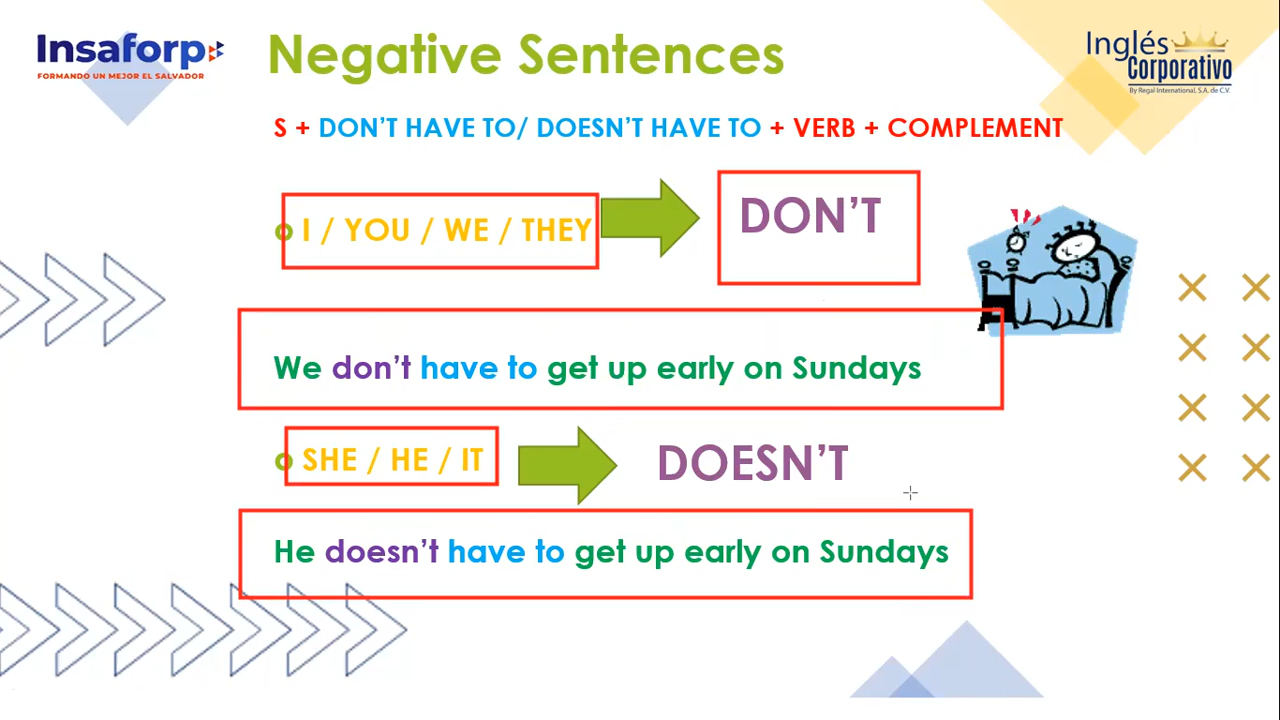 Insaforp
FORMANDO UN MEJOR EL SALVADOR
Negative Sentences
Inglés
Corporativo
By Regal International, S.A. de C.V.
S + DON'T HAVE TO/ DOESN'T HAVE TO + VERB + COMPLEMENT
I / YOU / WE / THEY
DON'T
We don't have to get up early on Sundays
SHE / HE / IT
DOESN'T
He doesn't have to get up early on Sundays